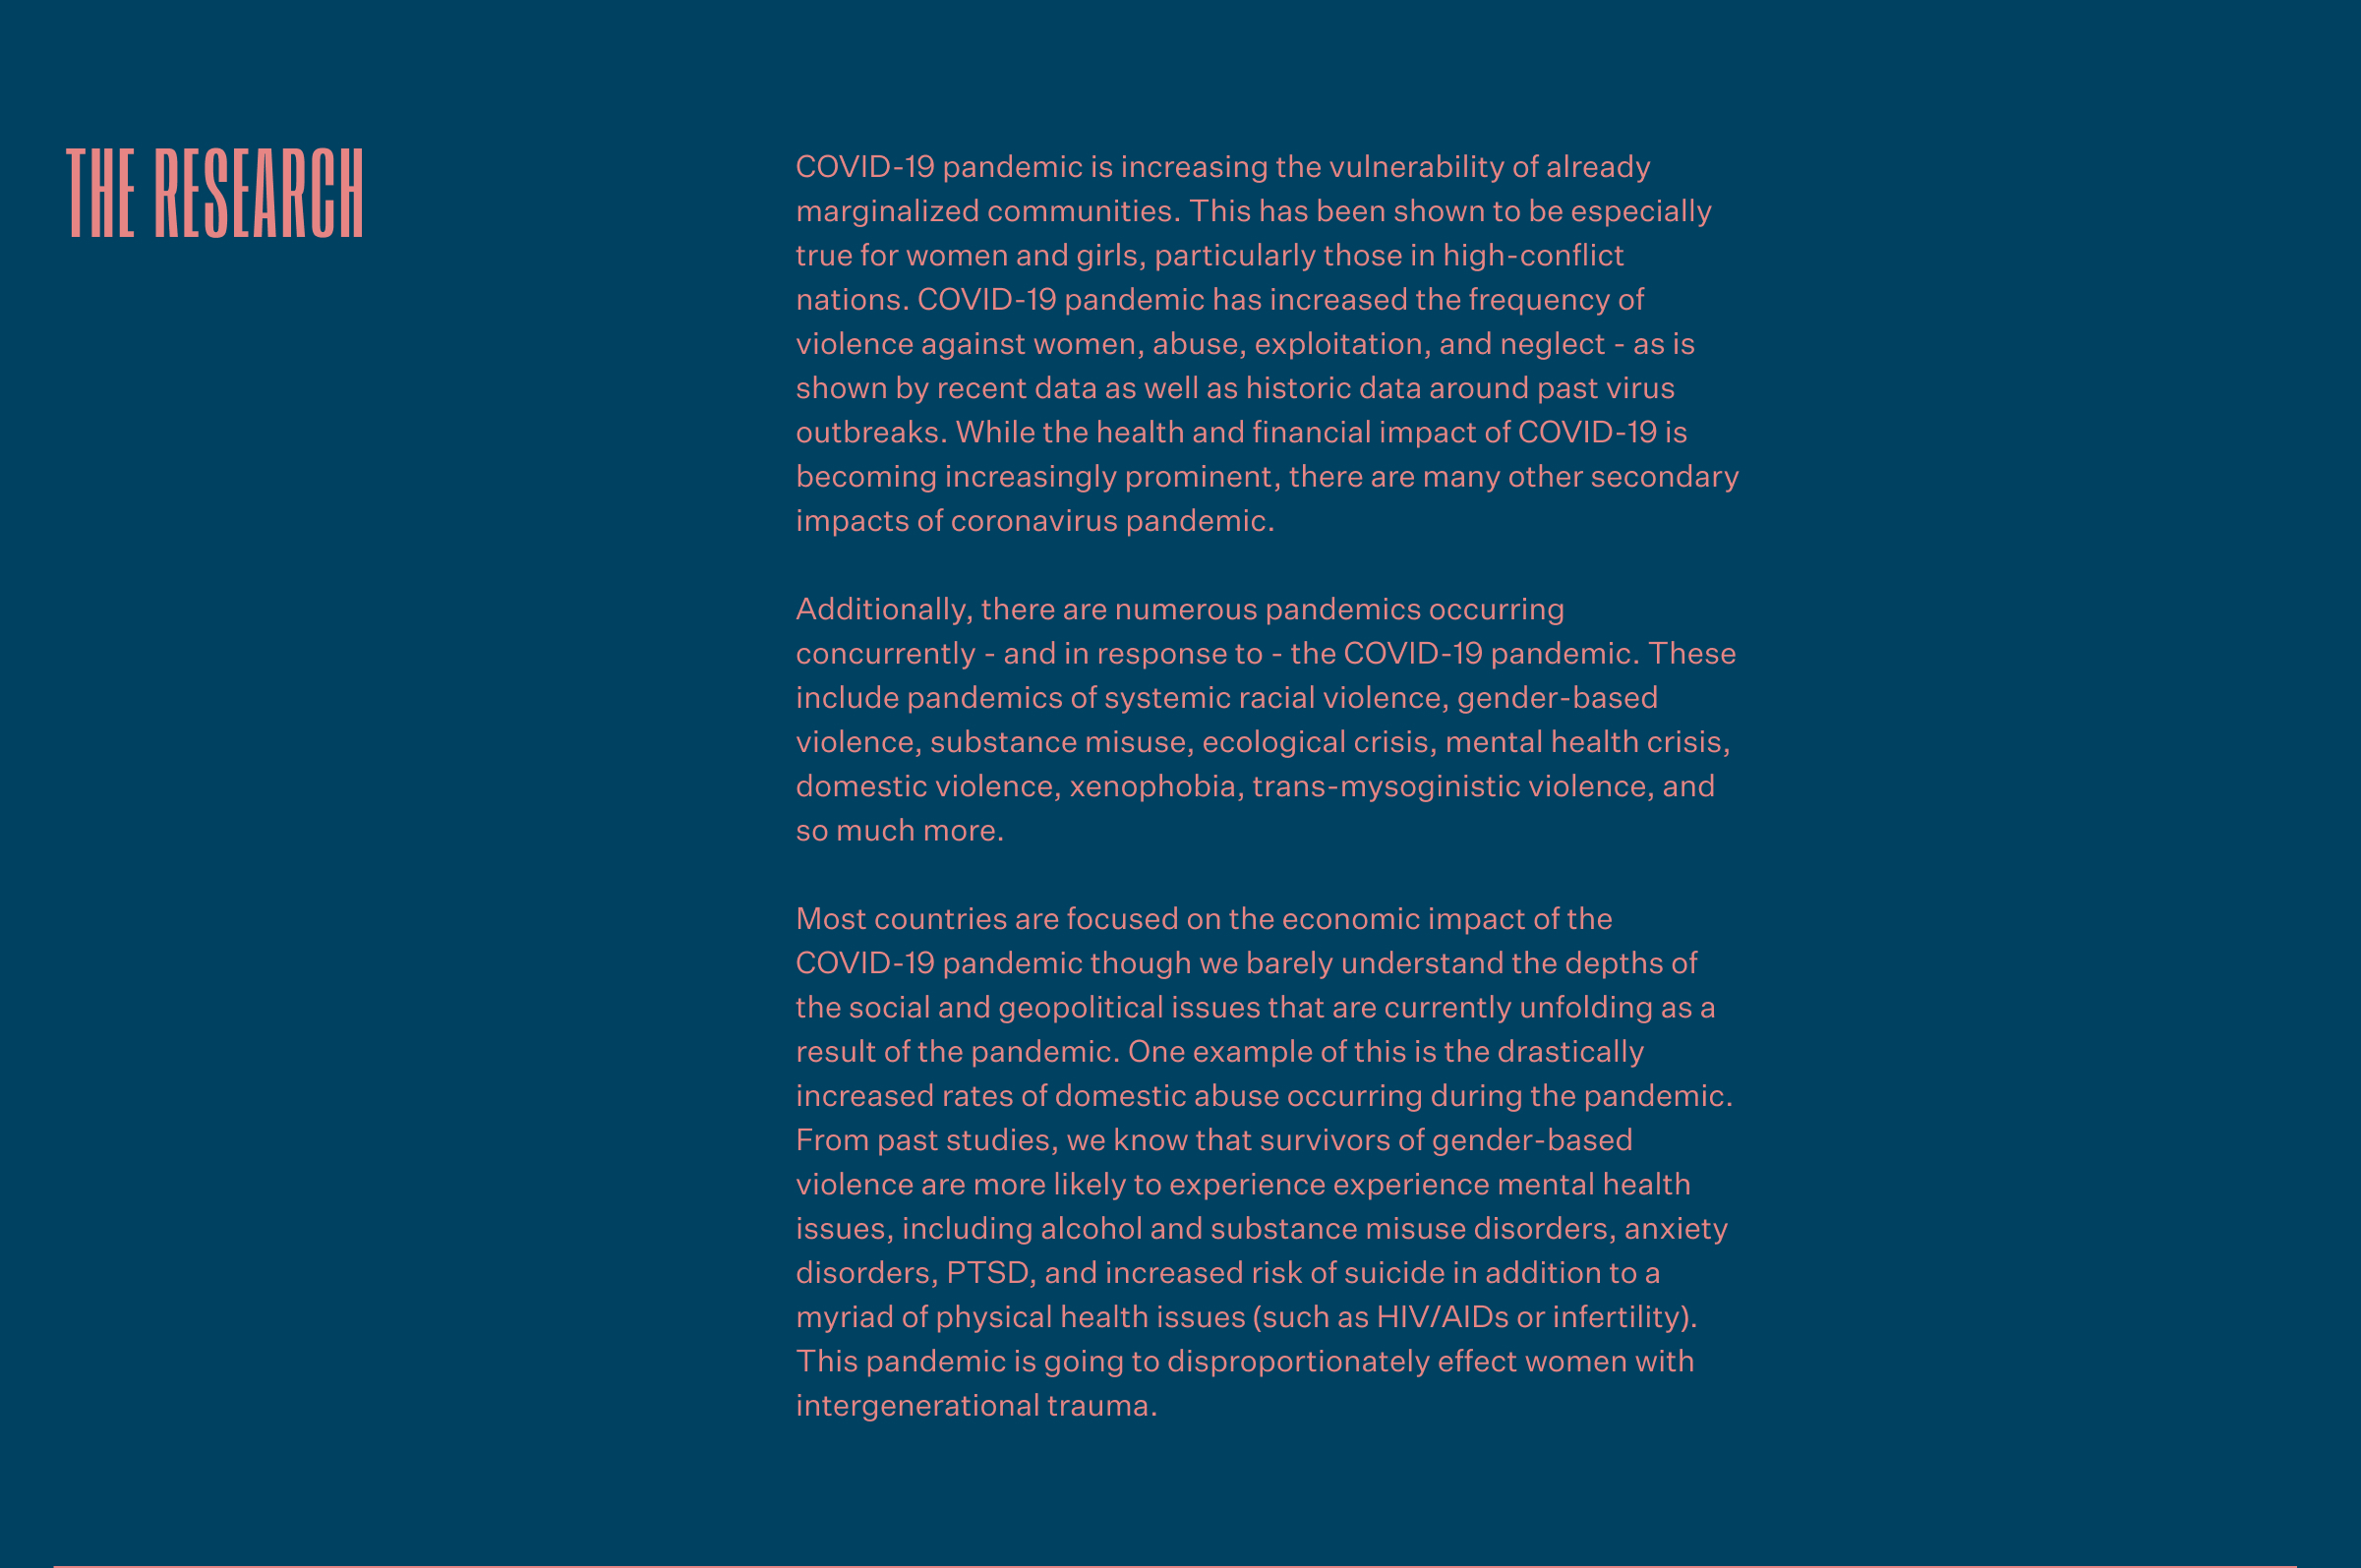 THE RESEARCH
COVID-19 pandemic is increasing the vulnerability of already
marginalized communities. This has been shown to be especially
true for women and girls, particularly those in high-conflict
nations. COVID-19 pandemic has increased the frequency of
violence against women, abuse, exploitation, and neglect - as is
shown by recent data as well as historic data around past virus
outbreaks. While the health and financial impact of COVID-19 is
becoming increasingly prominent, there are many other secondary
impacts of coronavirus pandemic.
Additionally, there are numerous pandemics occurring
concurrently - and in response to - the COVID-19 pandemic. These
include pandemics of systemic racial violence, gender-based
violence, substance misuse, ecological crisis, mental health crisis,
domestic violence, xenophobia, trans-mysoginistic violence, and
so much more.
Most countries are focused on the economic impact of the
COVID-19 pandemic though we barely understand the depths of
the social and geopolitical issues that are currently unfolding as a
result of the pandemic. One example of this is the drastically
increased rates of domestic abuse occurring during the pandemic.
From past studies, we know that survivors of gender-based
violence are more likely to experience experience mental health
issues, including alcohol and substance misuse disorders, anxiety
disorders, PTSD, and increased risk of suicide in addition to a
myriad of physical health issues (such as HIV/AIDs or infertility).
This pandemic is going to disproportionately effect women with
intergenerational trauma.